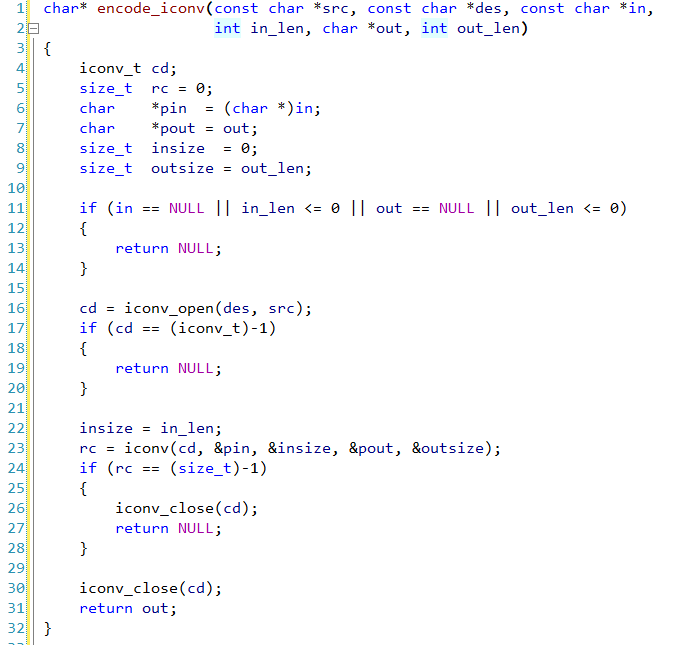 1 char* encode_iconv(const char *src, const char *des, const char *in,
2                    int in_len, char *out, int out_len)
3 {
4     iconv_t cd;
5     size_t  rc = 0;
6     char    *pin  = (char *)in;
7     char    *pout = out;
8     size_t  insize  = 0;
9     size_t  outsize = out_len;
10
11     if (in == NULL || in_len <= 0 || out == NULL || out_len <= 0)
12     {
13         return NULL;
14     }
15
16     cd = iconv_open(des, src);
17     if (cd == (iconv_t)-1)
18     {
19         return NULL;
20     }
21
22     insize = in_len;
23     rc = iconv(cd, &pin, &insize, &pout, &outsize);
24     if (rc == (size_t)-1)
25     {
26         iconv_close(cd);
27         return NULL;
28     }
29
30     iconv_close(cd);
31     return out;
32 }